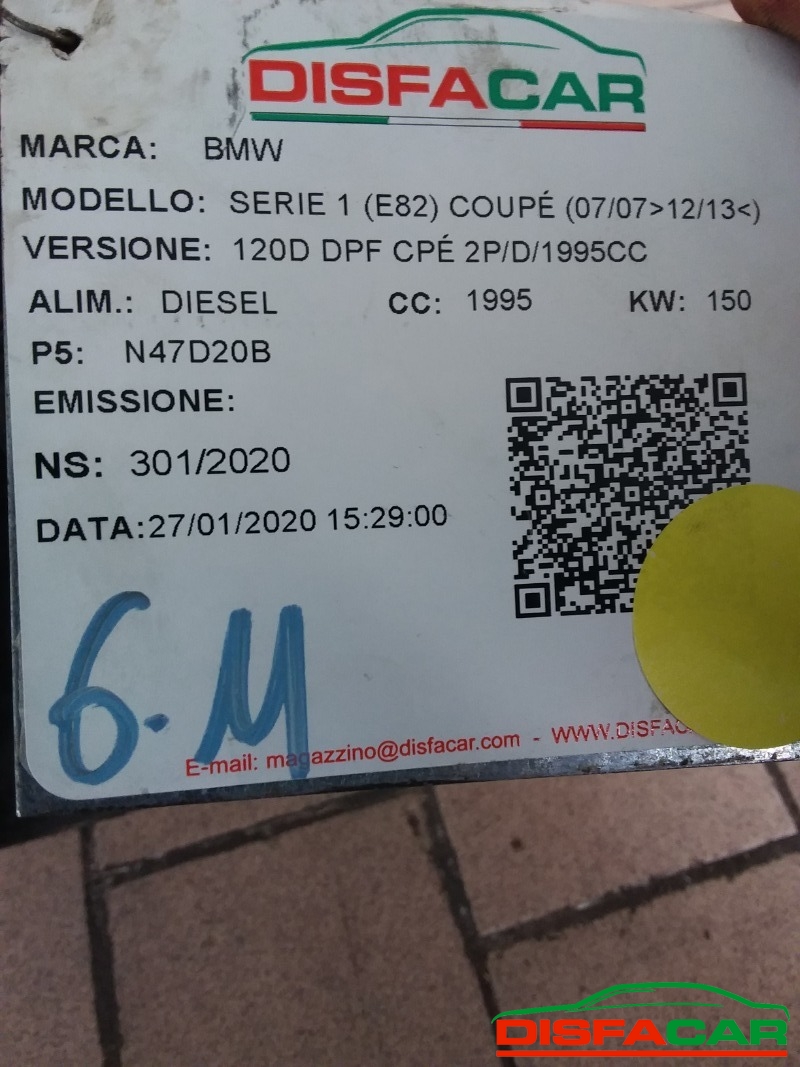 DISFACAR
MARCA: BMW
MODELLO: SERIE 1 (E82) COUPÉ (07/07>12/13<)
VERSIONE: 120D DPF CPÉ 2P/D/1995CC
ALIM.: DIESEL CC: 1995 KW: 150
P5: N47D20B
EMISSIONE:
NS: 301/2020
DATA:27/01/2020 15:29:00
6.M
E-mail: magazzino@disfacar.com - WWW.DISFAC
DISFACAR